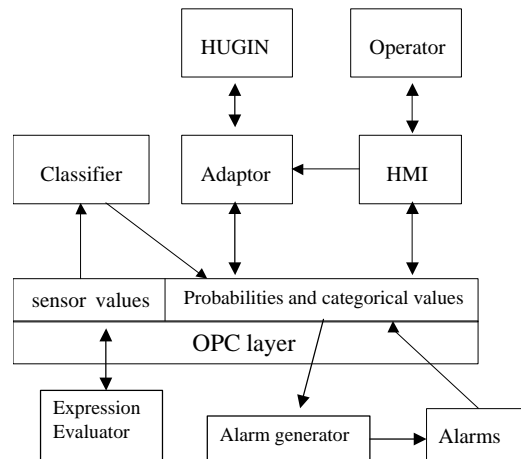 HUGIN
Operator
Classifier
Adaptor
HMI
sensor values
Probabilities and categorical values
OPC layer
Expression
Evaluator
Alarm generator
Alarms